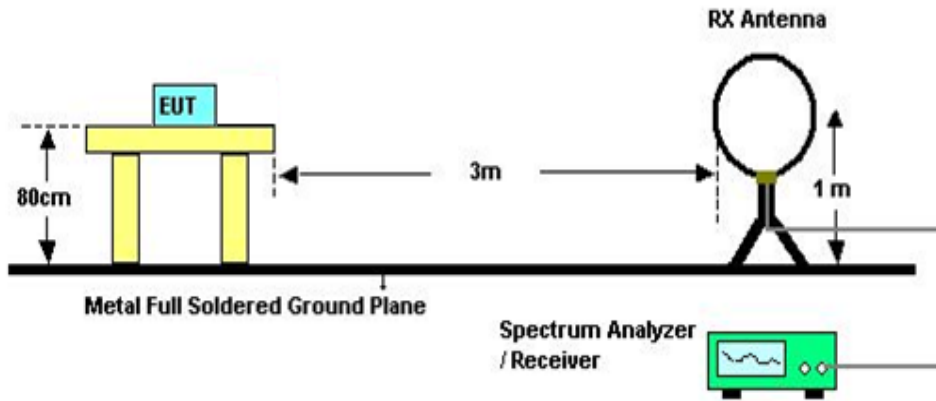 RX Antenna
EUT
3m
80cm
1 m
Metal Full Soldered Ground Plane
Spectrum Analyzer
/ Receiver